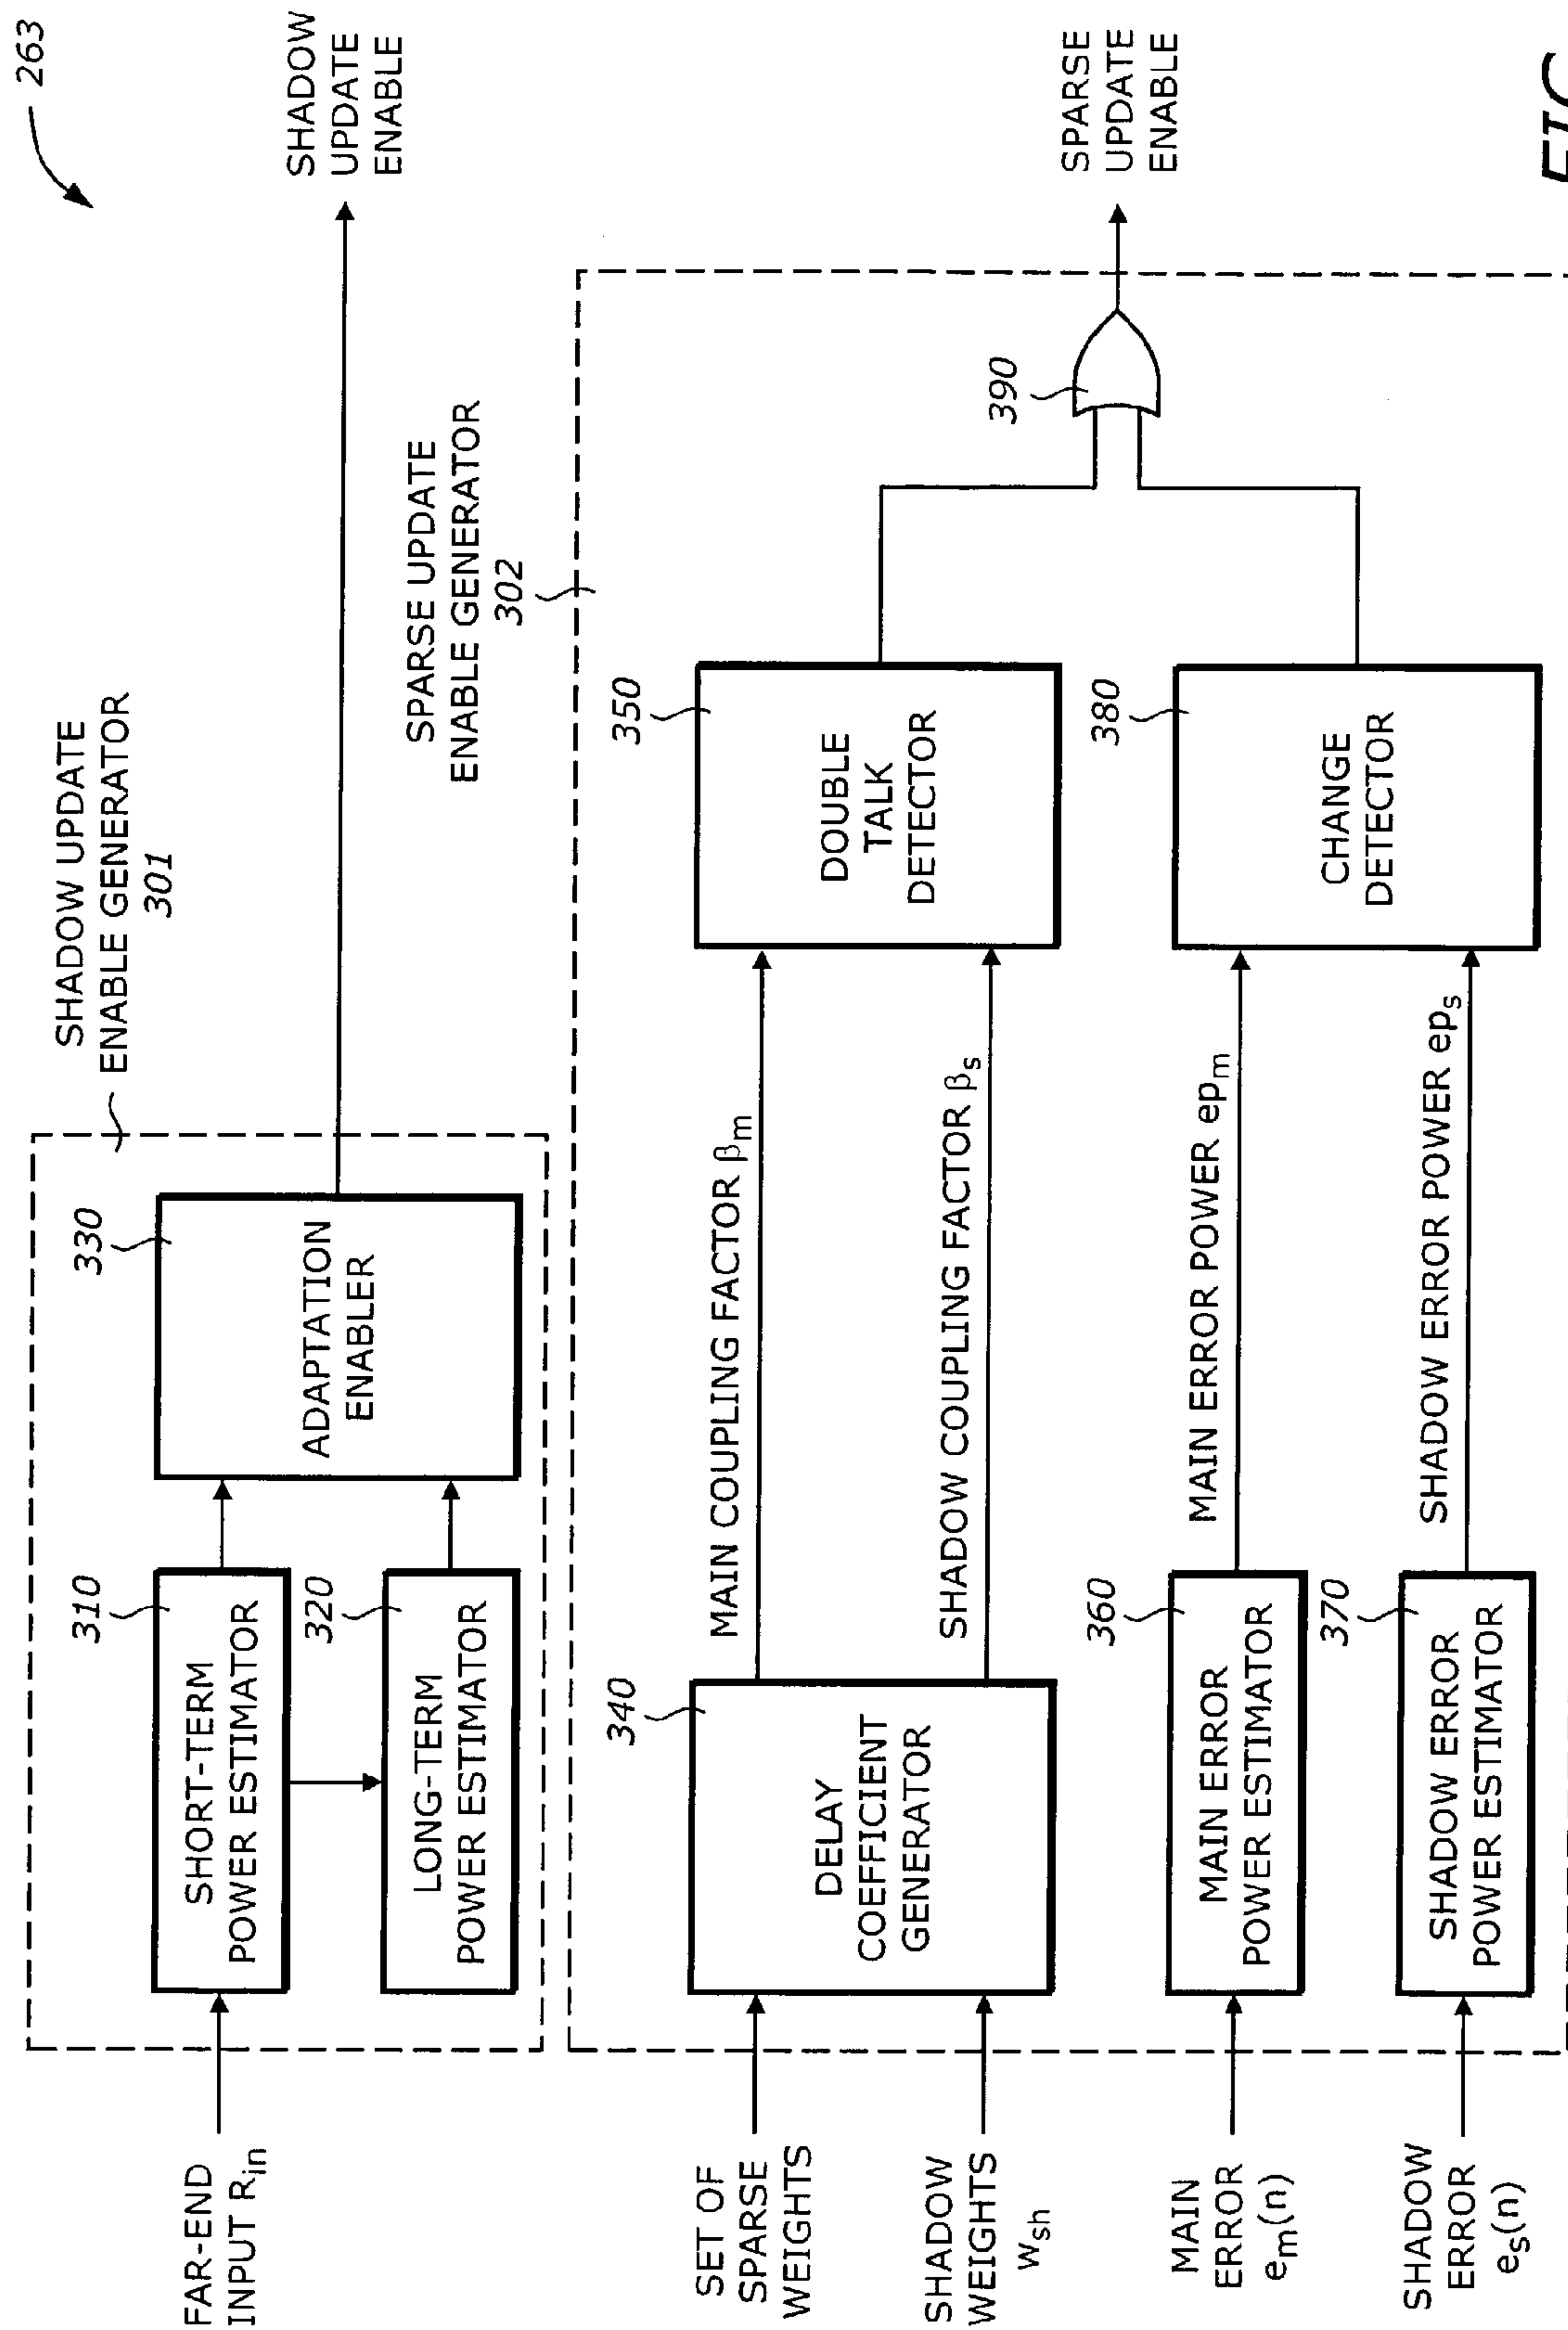 263
SHADOW UPDATE
ENABLE GENERATOR
301
FAR-END
INPUT Rin
310
SHORT-TERM
POWER ESTIMATOR
320
LONG-TERM
POWER ESTIMATOR
330
ADAPTATION
ENABLER
SHADOW
UPDATE
ENABLE
SPARSE UPDATE
ENABLE GENERATOR
302
SET OF
SPARSE
WEIGHTS
SHADOW
WEIGHTS
wsh
340
DELAY
COEFFICIENT
GENERATOR
MAIN COUPLING FACTOR βm
SHADOW COUPLING FACTOR βs
350
DOUBLE
TALK
DETECTOR
MAIN
ERROR
em(n)
360
MAIN ERROR
POWER ESTIMATOR
MAIN ERROR POWER epm
SHADOW
ERROR
es(n)
370
SHADOW ERROR
POWER ESTIMATOR
SHADOW ERROR POWER eps
380
CHANGE
DETECTOR
390
SPARSE
UPDATE
ENABLE